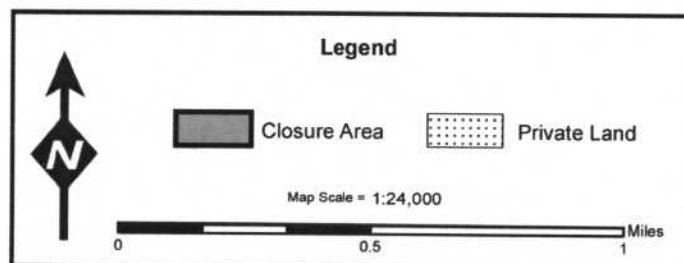 Legend
N
Closure Area
Private Land
Map Scale = 1:24,000
Miles
0 0.5 1